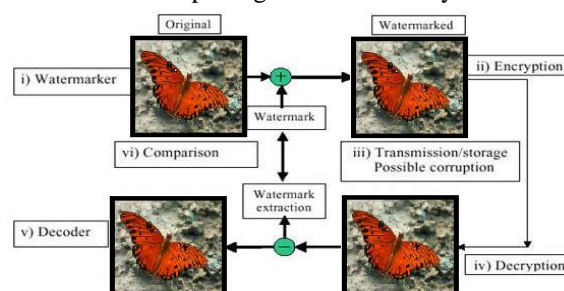 Original
Watermarked
i) Watermarker
+
ii) Encryption
Watermark
vi) Comparison
iii) Transmission/storage
Possible corruption
Watermark
extraction
v) Decoder
−
iv) Decryption